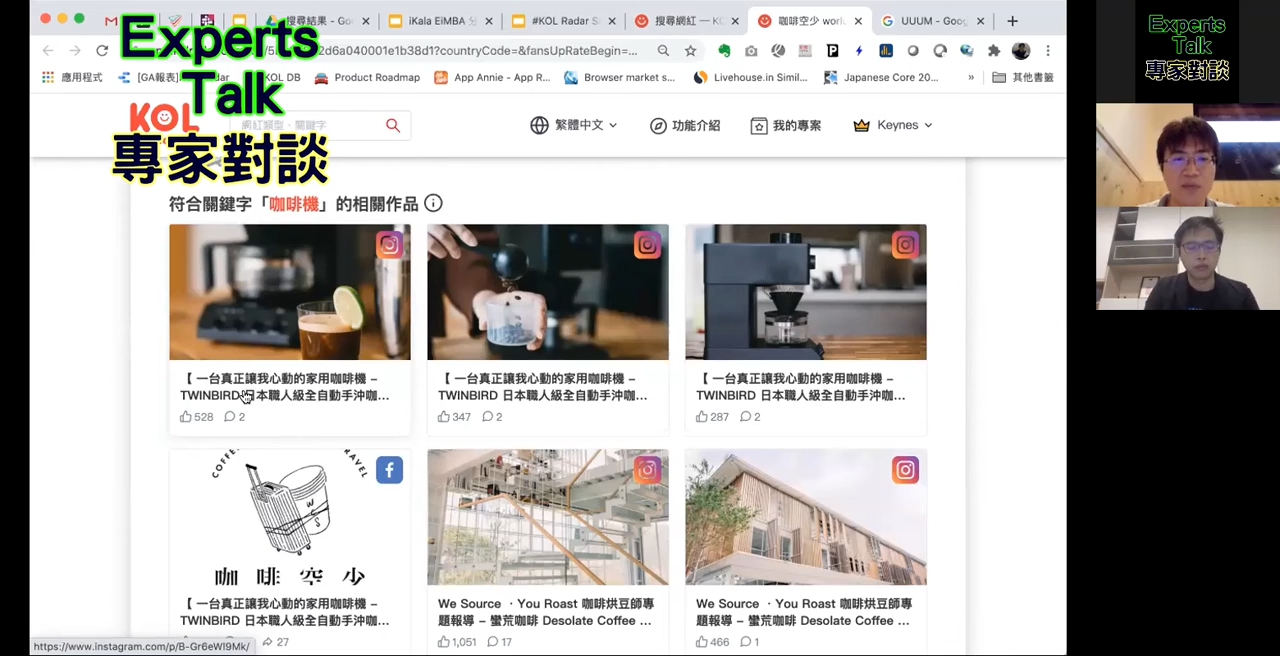 Experts
Talk
專家對談
搜尋結果 - Go
iKala EiMBA 分
#KOL Radar S
搜尋網紅 — K
咖啡空少 worl
UUUM - Goog
2d6a040001e1b38d1?countryCode=&fansUpRateBegin=...
應用程式
[GA報表]
KOL DB
Product Roadmap
App Annie - App R...
Browser market s...
Livehouse.in Simil...
Japanese Core 20...
»
其他書籤
KOL
網紅類型、關鍵字
繁體中文
功能介紹
我的專案
Keynes
符合關鍵字「咖啡機」的相關作品
【 一台真正讓我心動的家用咖啡機 –
TWINBIRD 日本職人級全自動手沖咖...
528 2
【 一台真正讓我心動的家用咖啡機 –
TWINBIRD 日本職人級全自動手沖咖...
347 2
【 一台真正讓我心動的家用咖啡機 –
TWINBIRD 日本職人級全自動手沖咖...
287 2
咖啡空少
【 一台真正讓我心動的家用咖啡機 –
TWINBIRD 日本職人級全自動手沖咖...
27
We Source ・You Roast 咖啡烘豆師專
題報導 – 蠻荒咖啡 Desolate Coffee ...
1,051 17
We Source ・You Roast 咖啡烘豆師專
題報導 – 蠻荒咖啡 Desolate Coffee ...
466 1
https://www.instagram.com/p/B-Gr6eWl9Mk/
Experts
Talk
專家對談